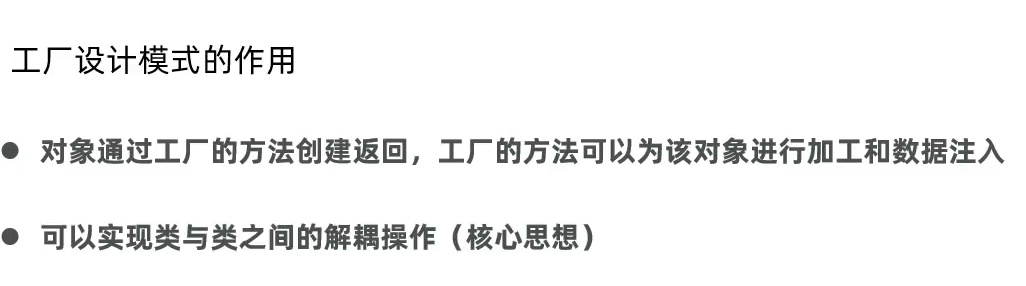 工厂设计模式的作用
● 对象通过工厂的方法创建返回，工厂的方法可以为该对象进行加工和数据注入
● 可以实现类与类之间的解耦操作（核心思想）